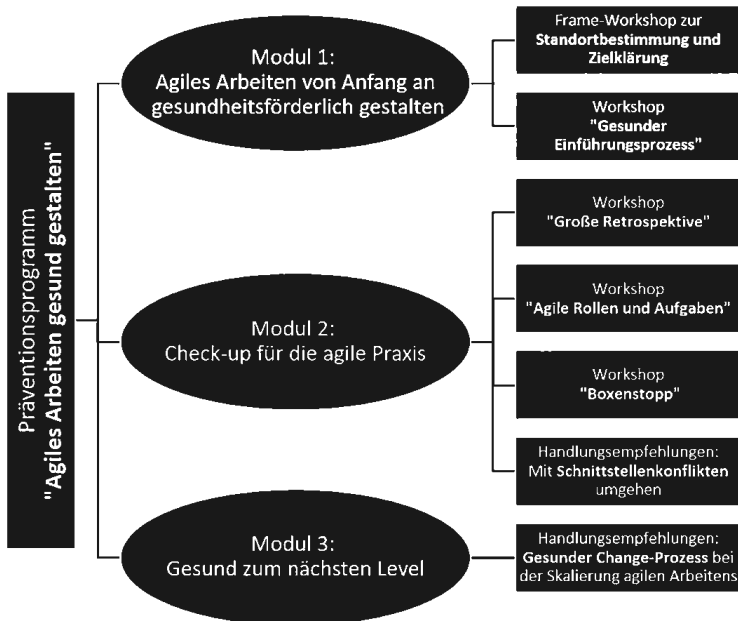 Präventionsprogramm
"Agiles Arbeiten gesund gestalten"
Modul 1:
Agiles Arbeiten von Anfang an
gesundheitsförderlich gestalten
Frame-Workshop zur
Standortbestimmung und
Zielklärung
Workshop
"Gesunder
Einführungsprozess"
Modul 2:
Check-up für die agile Praxis
Workshop
"Große Retrospektive"
Workshop
"Agile Rollen und Aufgaben"
Workshop
"Boxenstopp"
Handlungsempfehlungen:
Mit Schnittstellenkonflikten
umgehen
Modul 3:
Gesund zum nächsten Level
Handlungsempfehlungen:
Gesunder Change-Prozess bei
der Skalierung agilen Arbeitens